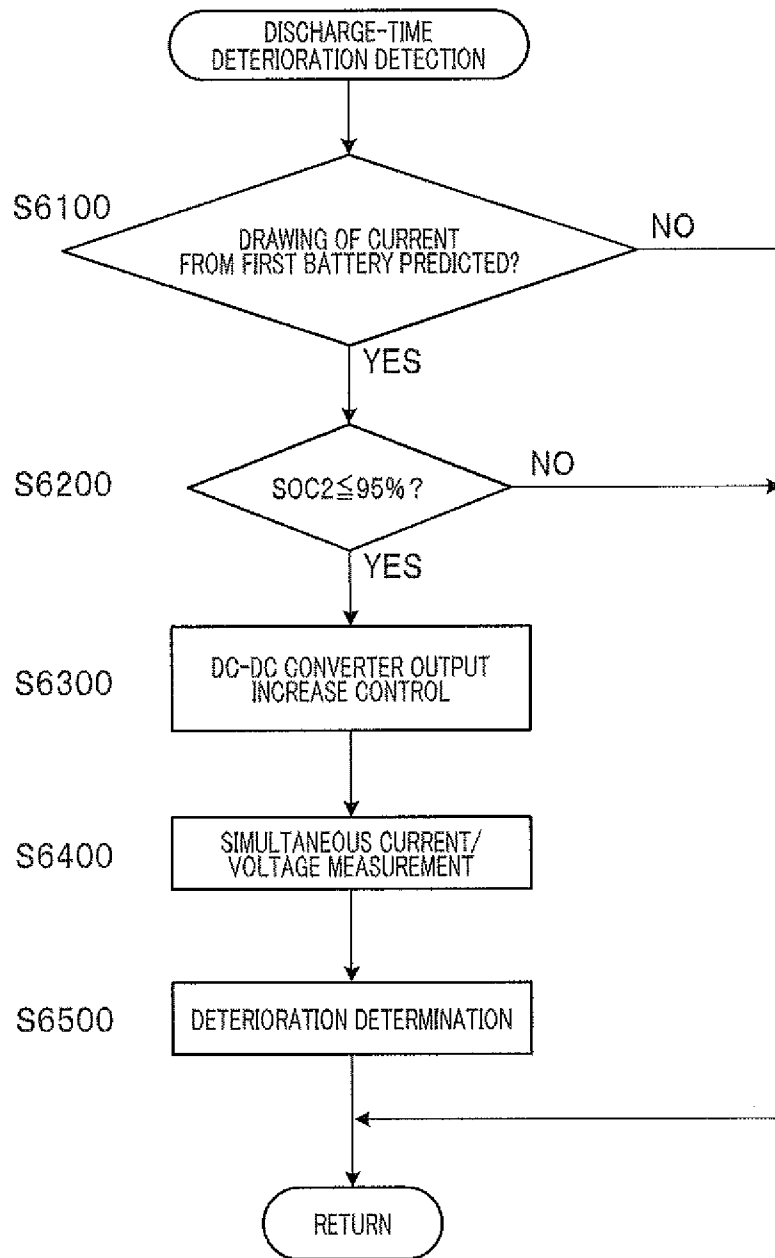 DISCHARGE-TIME
DETERIORATION DETECTION
S6100
DRAWING OF CURRENT
FROM FIRST BATTERY PREDICTED?
NO
YES
S6200
SOC2≦95%?
NO
YES
S6300
DC-DC CONVERTER OUTPUT
INCREASE CONTROL
S6400
SIMULTANEOUS CURRENT/
VOLTAGE MEASUREMENT
S6500
DETERIORATION DETERMINATION
RETURN